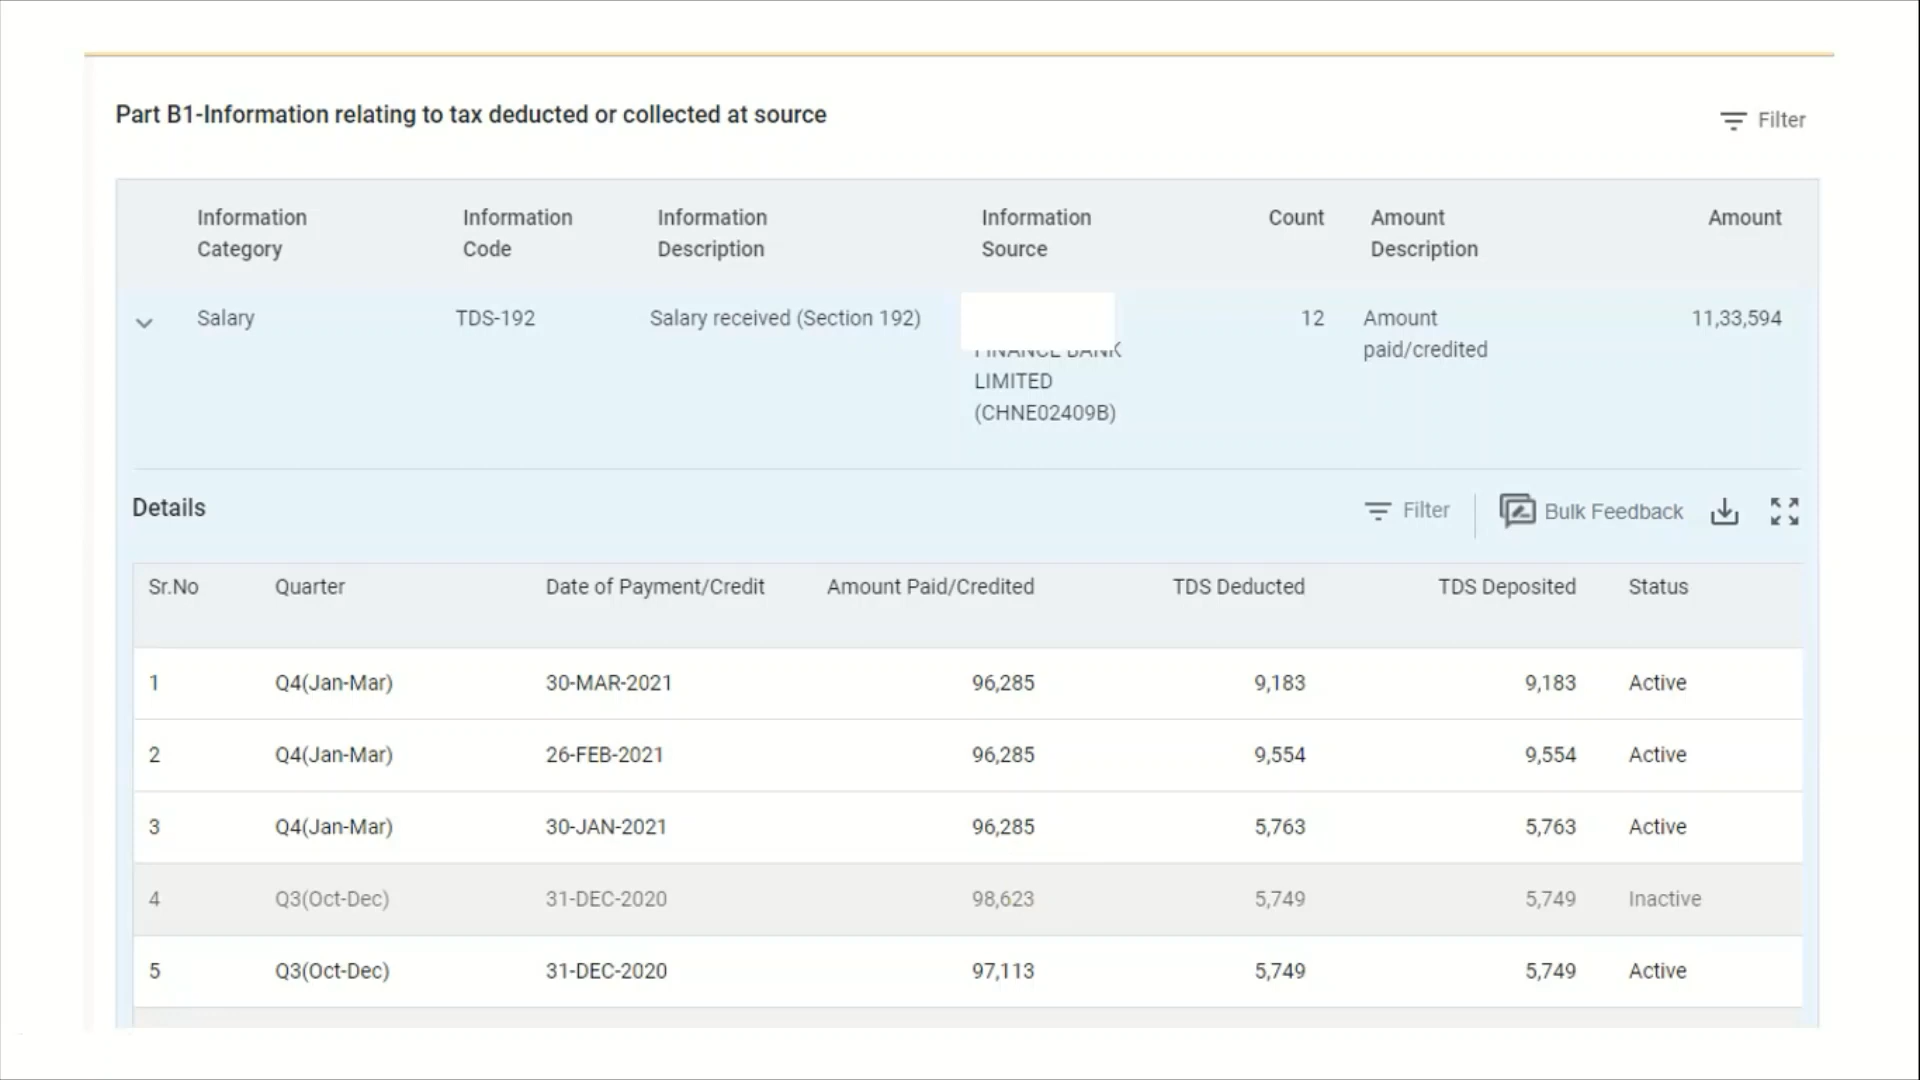 Part B1-Information relating to tax deducted or collected at source
Filter
Information Category Information Code Information Description Information Source Count Amount Description Amount
Salary TDS-192 Salary received (Section 192) 12 Amount paid/credited 11,33,594
FINANCE BANK
LIMITED
(CHNE02409B)
Details
Filter Bulk Feedback
Sr.No Quarter Date of Payment/Credit Amount Paid/Credited TDS Deducted TDS Deposited Status
1 Q4(Jan-Mar) 30-MAR-2021 96,285 9,183 9,183 Active
2 Q4(Jan-Mar) 26-FEB-2021 96,285 9,554 9,554 Active
3 Q4(Jan-Mar) 30-JAN-2021 96,285 5,763 5,763 Active
4 Q3(Oct-Dec) 31-DEC-2020 98,623 5,749 5,749 Inactive
5 Q3(Oct-Dec) 31-DEC-2020 97,113 5,749 5,749 Active